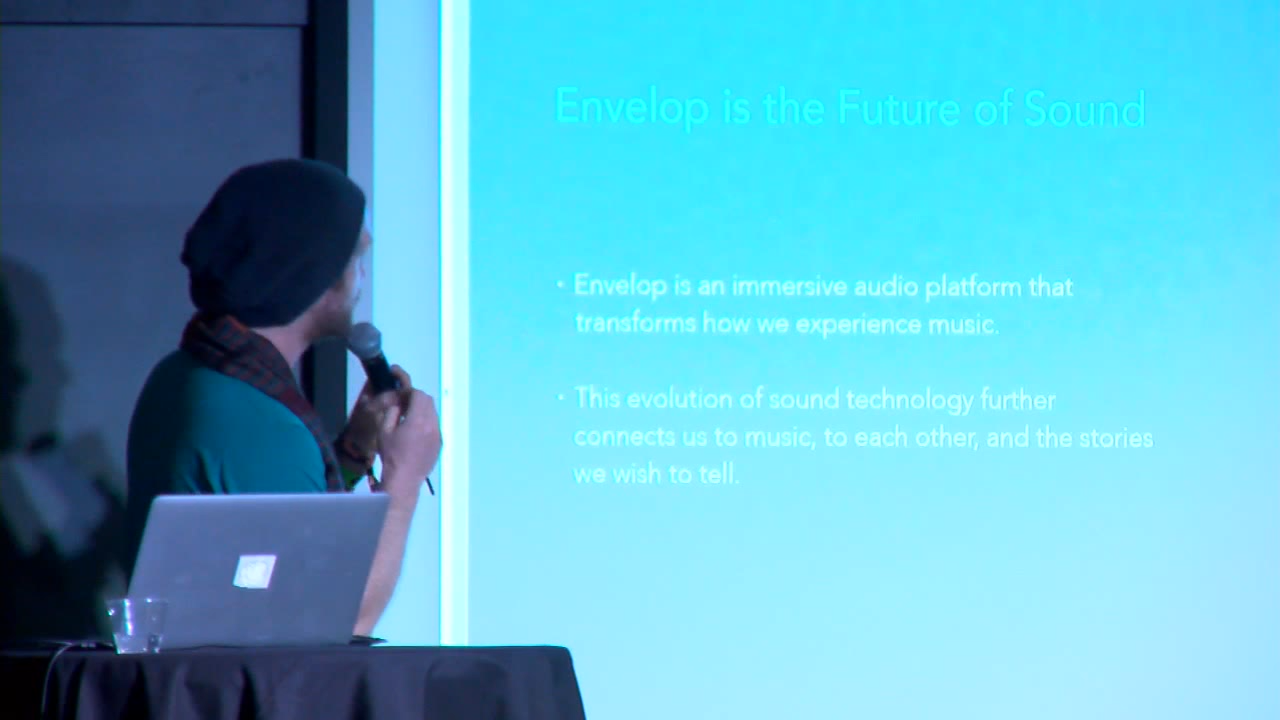 Envelop is the Future of Sound
• Envelop is an immersive audio platform that
transforms how we experience music.
• This evolution of sound technology further
connects us to music, to each other, and the stories
we wish to tell.